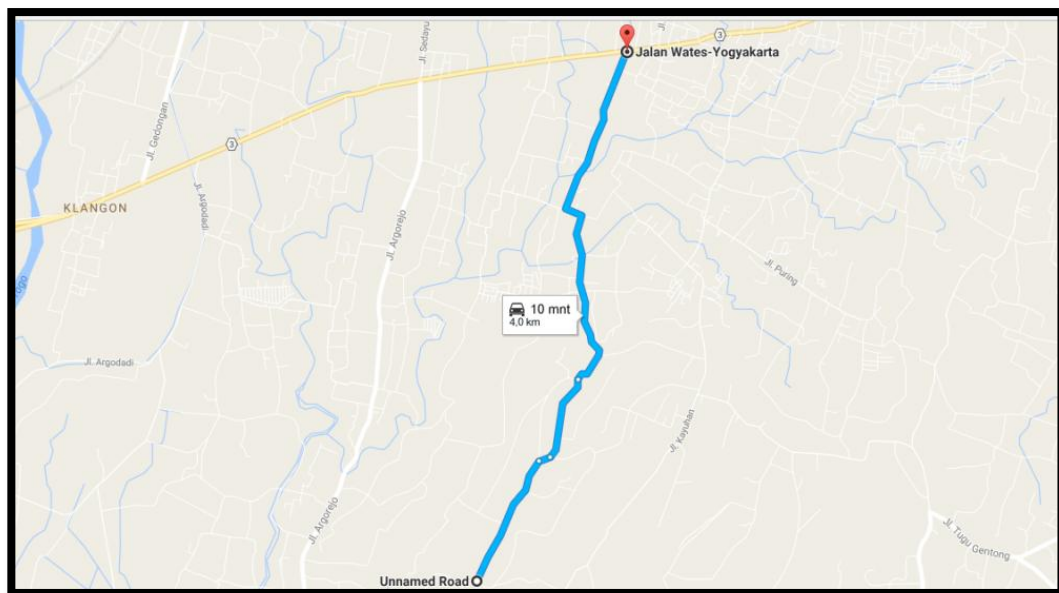 3
Jalan Wates-Yogyakarta
Jl. Sedayu
Jl. Gedongan
3
Jl. Argodadi
KLANGON
Jl. Argorejo
Jl. Puring
10 mnt
4,0 km
Jl. Argodadi
Jl. Kayuhan
Jl. Argorejo
Jl. Tugu Gentong
Unnamed Road